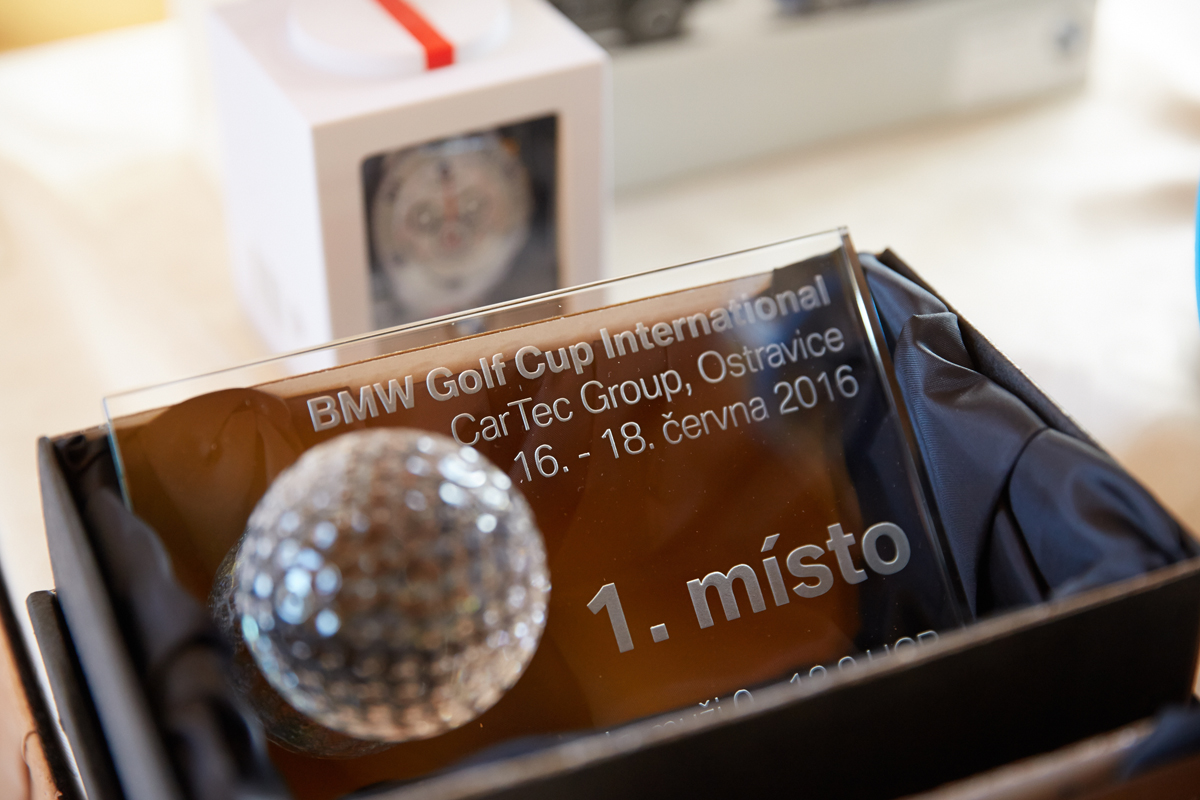 BMW Golf Cup International
CarTec Group, Ostravice
16. - 18. června 2016
1. místo